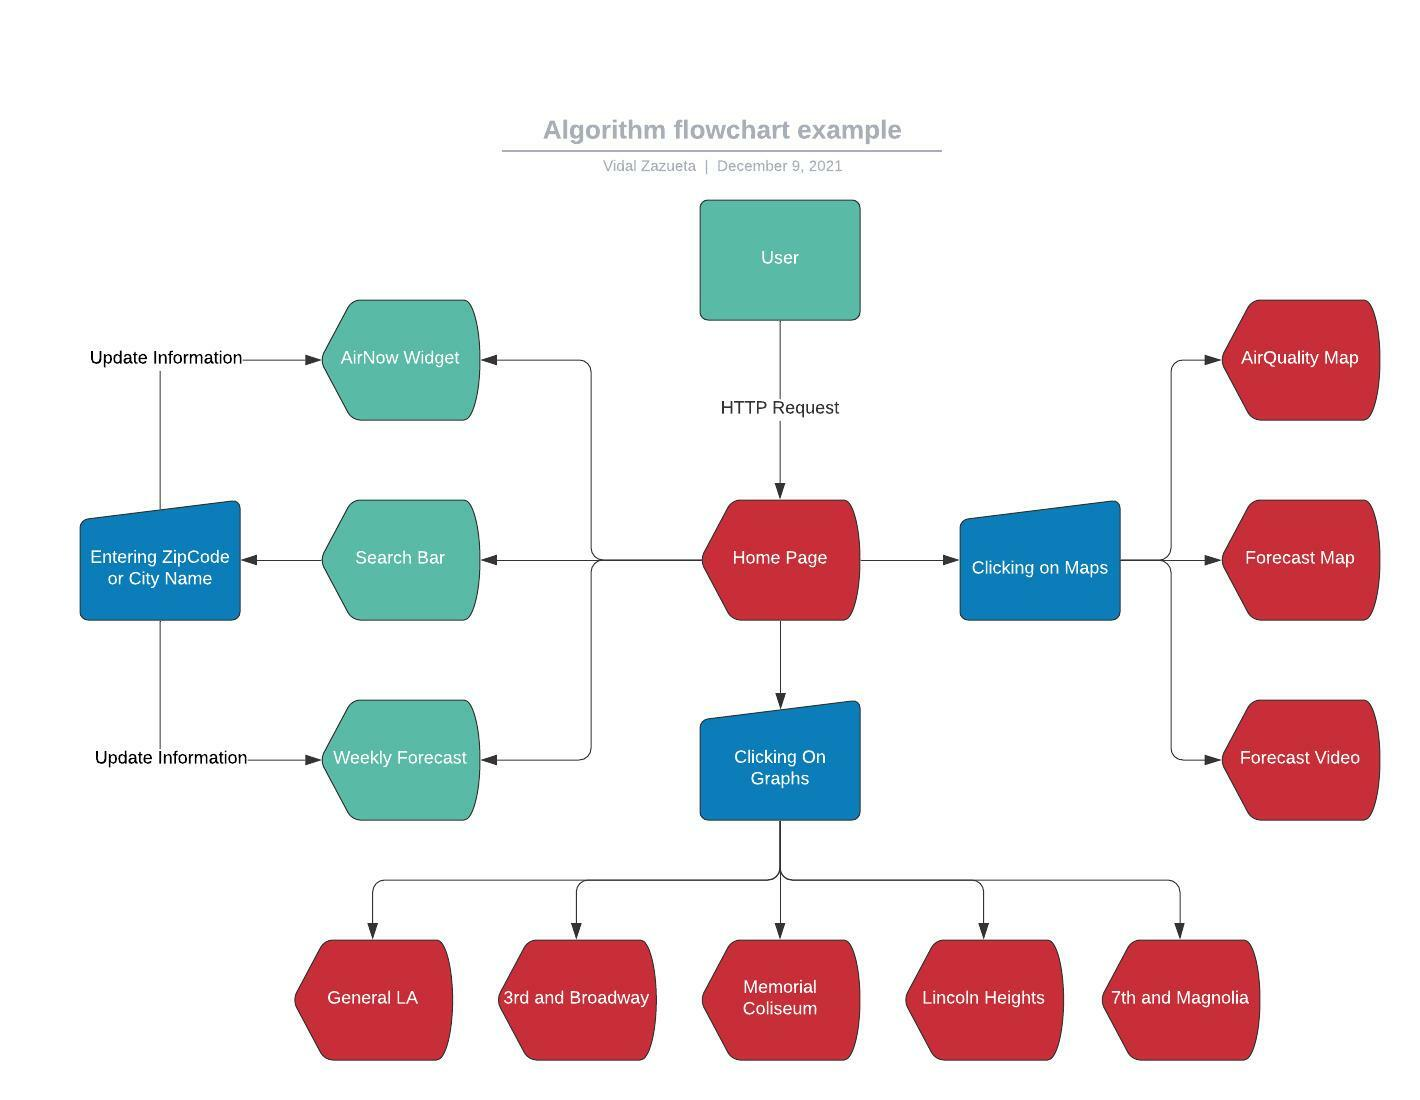 Algorithm flowchart example
Vidal Zazueta | December 9, 2021
User
Update Information
AirNow Widget
AirQuality Map
HTTP Request
Entering ZipCode
or City Name
Search Bar
Home Page
Clicking on Maps
Forecast Map
Update Information
Weekly Forecast
Clicking On
Graphs
Forecast Video
General LA
3rd and Broadway
Memorial
Coliseum
Lincoln Heights
7th and Magnolia